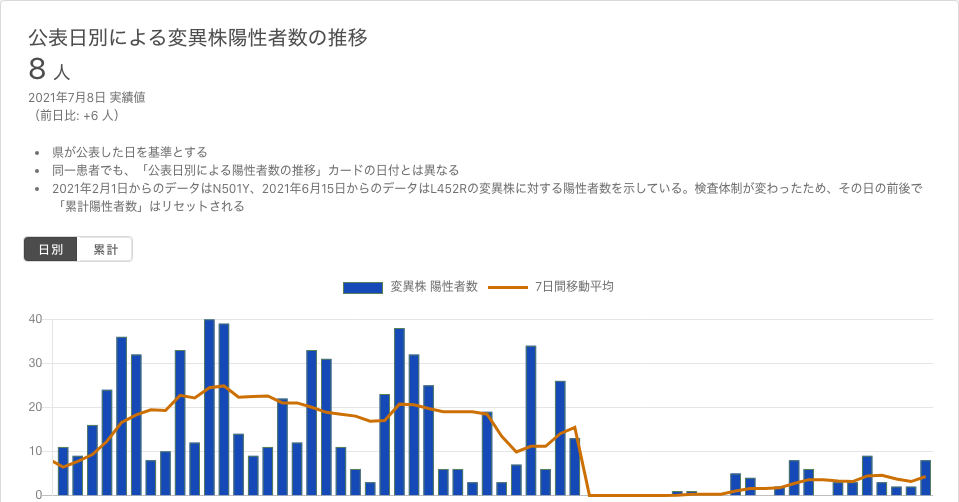 公表日別による変異株陽性者数の推移
8 人
2021年7月8日 実績値
（前日比: +6 人）
• 県が公表した日を基準とする
• 同一患者でも、「公表日別による陽性者数の推移」カードの日付とは異なる
• 2021年2月1日からのデータはN501Y、2021年6月15日からのデータはL452Rの変異株に対する陽性者数を示している。検査体制が変わったため、その日の前後で
「累計陽性者数」はリセットされる
日別 累計
変異株 陽性者数 7日間移動平均
40
30
20
10
0